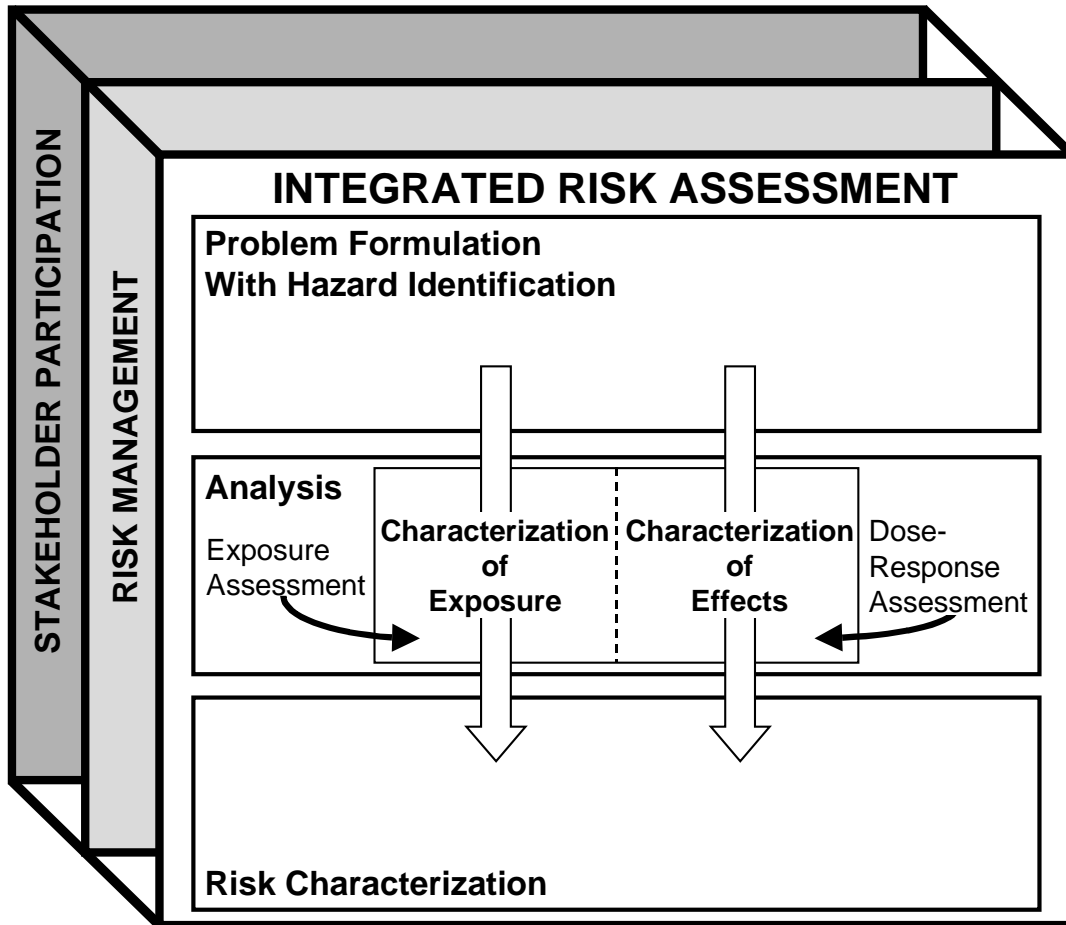 STAKEHOLDER PARTICIPATION
RISK MANAGEMENT
INTEGRATED RISK ASSESSMENT
Problem Formulation
With Hazard Identification
Analysis
Exposure
Assessment
Characterization
of
Exposure
Characterization
of
Effects
Dose-
Response
Assessment
Risk Characterization